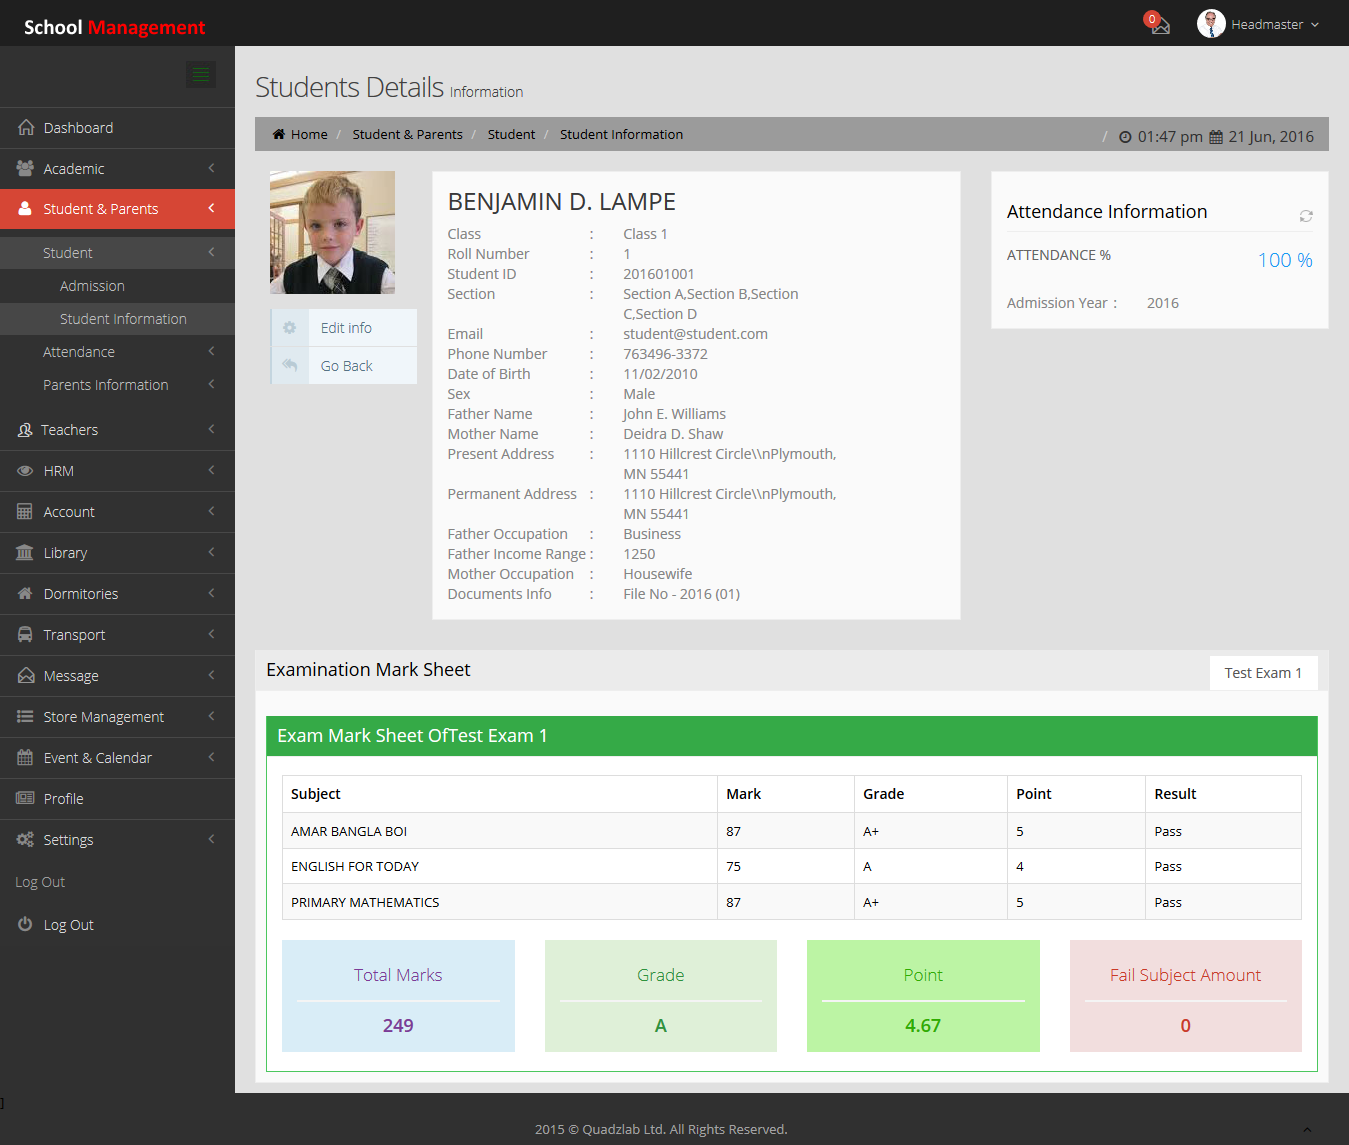 School Management
0
Headmaster
Dashboard
Academic
Student & Parents
Student
Admission
Student Information
Attendance
Parents Information
Teachers
HRM
Account
Library
Dormitories
Transport
Message
Store Management
Event & Calendar
Profile
Settings
Log Out
Log Out
]
Students Details Information
Home / Student & Parents / Student / Student Information
/ 01:47 pm 21 Jun, 2016
Edit info
Go Back
BENJAMIN D. LAMPE
Class : Class 1
Roll Number : 1
Student ID : 201601001
Section : Section A,Section B,Section
C,Section D
Email : student@student.com
Phone Number : 763496-3372
Date of Birth : 11/02/2010
Sex : Male
Father Name : John E. Williams
Mother Name : Deidra D. Shaw
Present Address : 1110 Hillcrest Circle\\nPlymouth,
MN 55441
Permanent Address : 1110 Hillcrest Circle\\nPlymouth,
MN 55441
Father Occupation : Business
Father Income Range : 1250
Mother Occupation : Housewife
Documents Info : File No - 2016 (01)
Attendance Information
ATTENDANCE % 100 %
Admission Year : 2016
Examination Mark Sheet
Test Exam 1
Exam Mark Sheet OfTest Exam 1
Subject Mark Grade Point Result
AMAR BANGLA BOI 87 A+ 5 Pass
ENGLISH FOR TODAY 75 A 4 Pass
PRIMARY MATHEMATICS 87 A+ 5 Pass
Total Marks
249
Grade
A
Point
4.67
Fail Subject Amount
0
2015 © Quadzlab Ltd. All Rights Reserved.